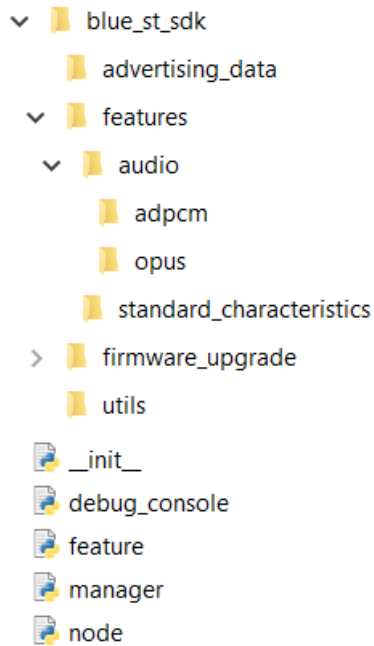 blue_st_sdk
advertising_data
features
audio
adpcm
opus
standard_characteristics
firmware_upgrade
utils
__init__
debug_console
feature
manager
node